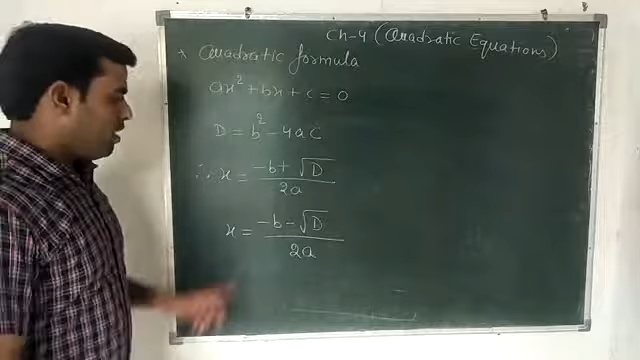 Ch-4 (Quadratic Equations)
* Quadratic formula
ax² + bx + c = 0
D = b² - 4ac
∴ x = (-b + √D) / 2a
x = (-b - √D) / 2a